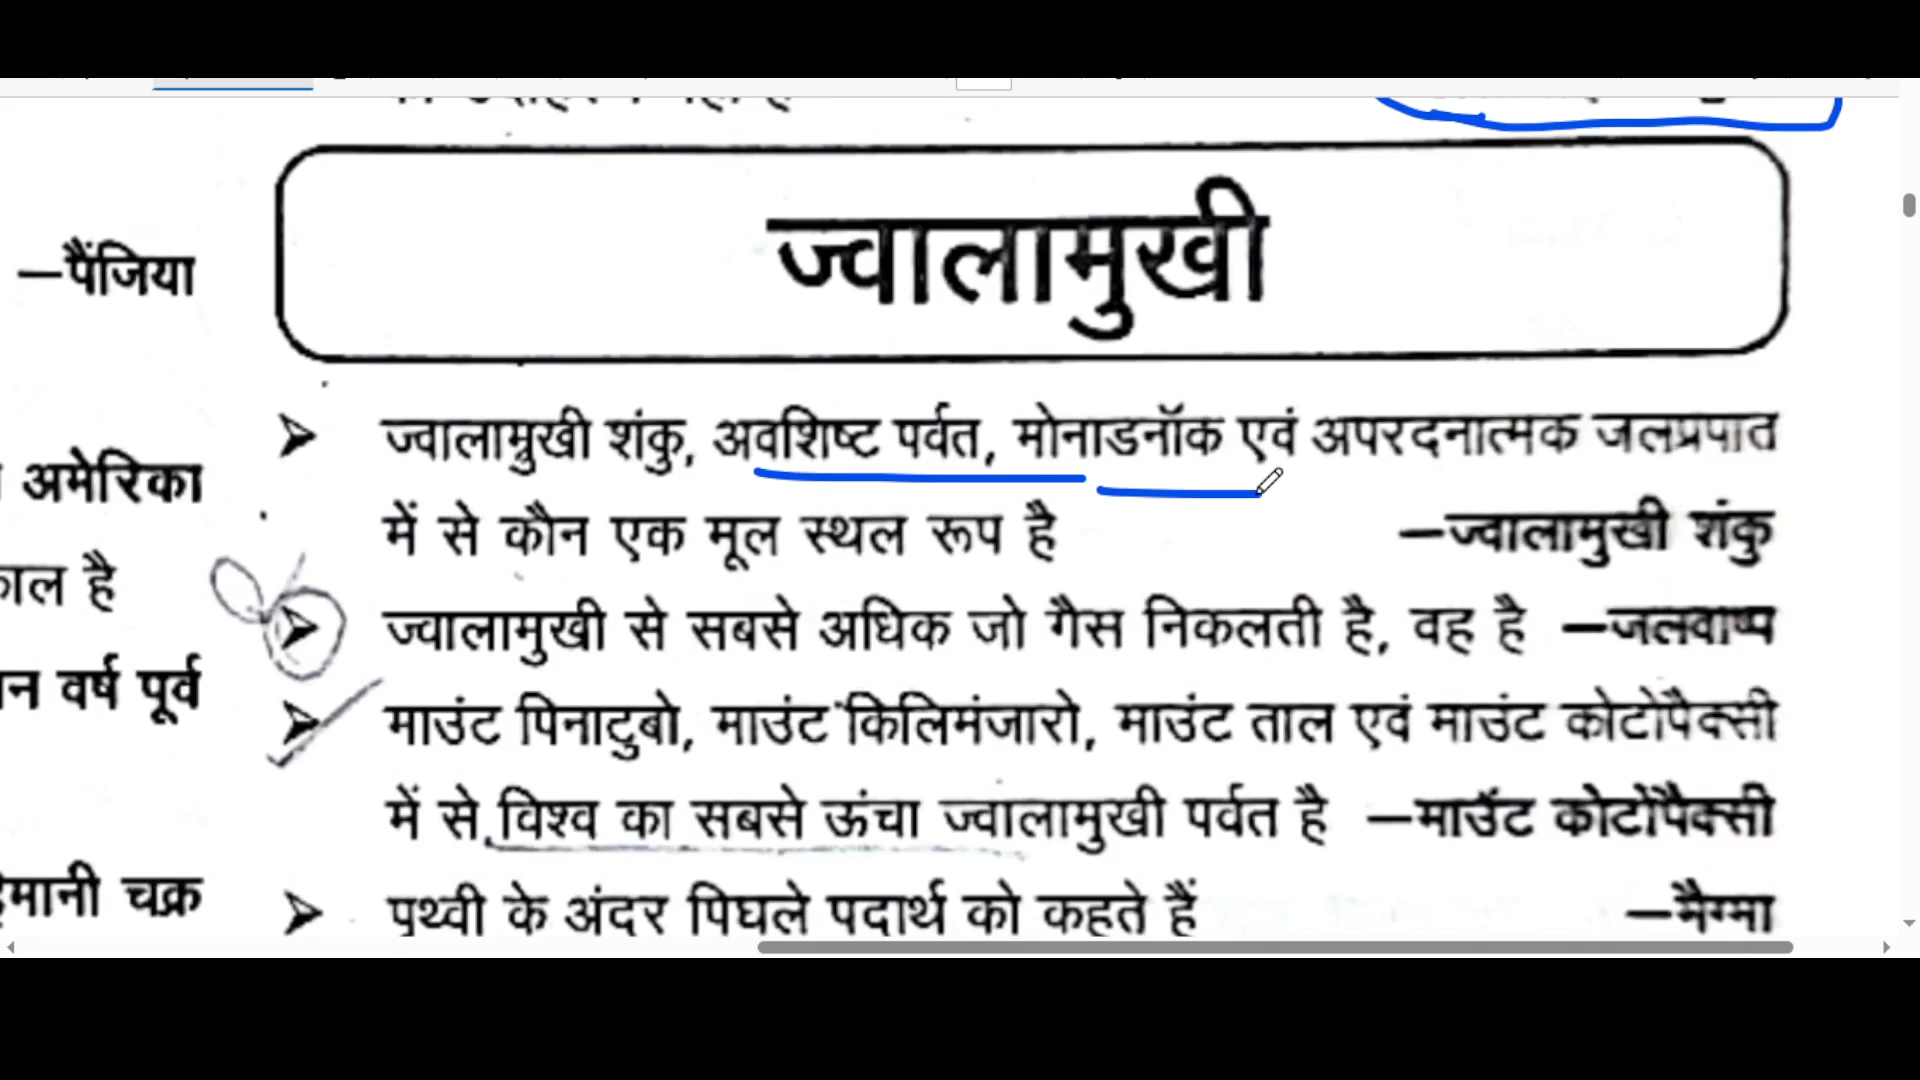 ज्वालामुखी
—पैंजिया
अमेरिका
है
वर्ष पूर्व
चक्र
ज्वालामुखी शंकु, अवशिष्ट पर्वत, मोनाडनॉक एवं अपरदनात्मक जलप्रपात
में से कौन एक मूल स्थल रूप है —ज्वालामुखी शंकु
ज्वालामुखी से सबसे अधिक जो गैस निकलती है, वह है —जलवाष्प
माउंट पिनाटुबो, माउंट किलिमंजारो, माउंट ताल एवं माउंट कोटोपैक्सी
में से विश्व का सबसे ऊंचा ज्वालामुखी पर्वत है —माउंट कोटोपैक्सी
पृथ्वी के अंदर पिघले पदार्थ को कहते हैं —मैग्मा